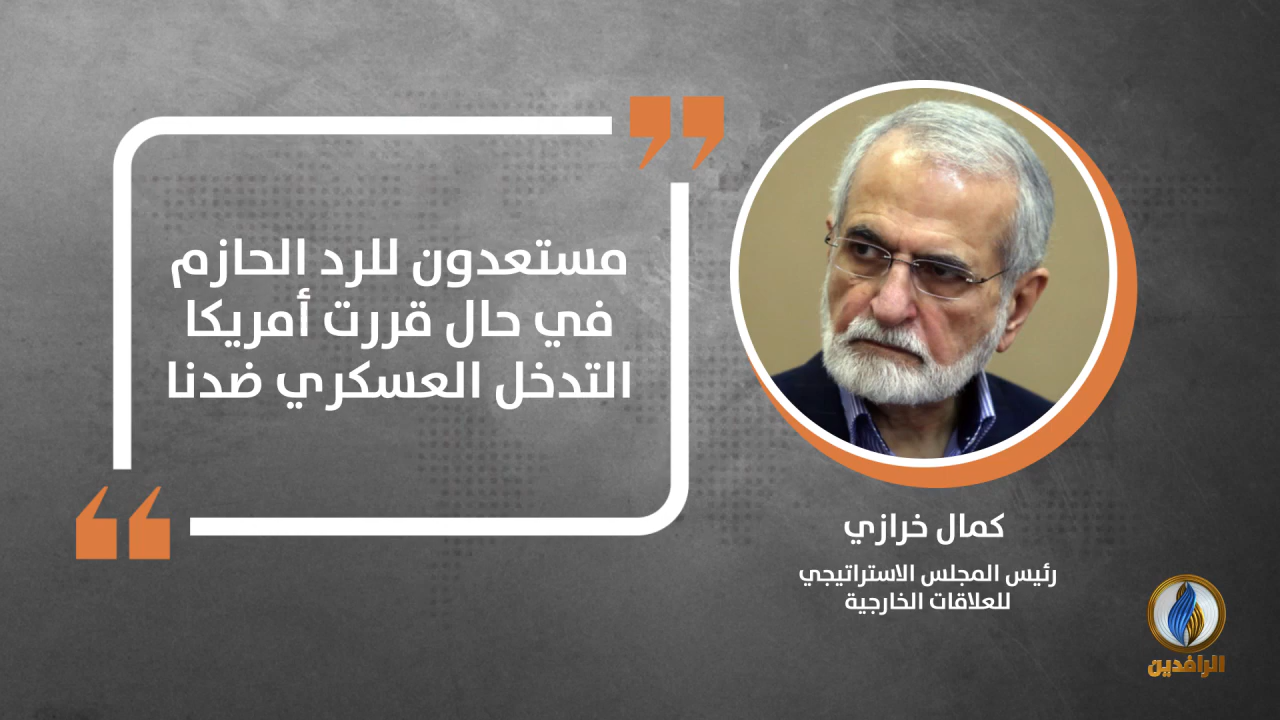 مستعدون للرد الحازم
في حال قررت أمريكا
التدخل العسكري ضدنا
كمال خرازي
رئيس المجلس الاستراتيجي
للعلاقات الخارجية
الرافدين